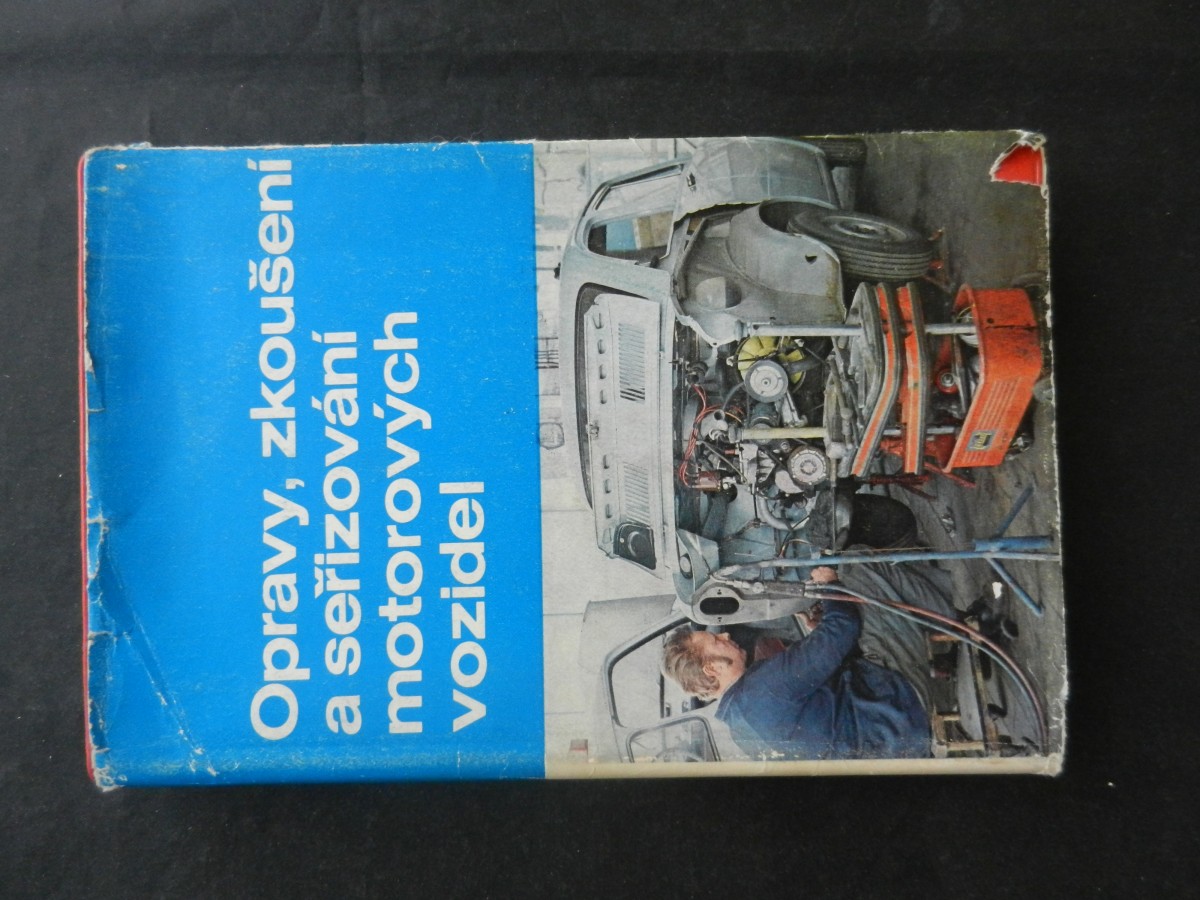 Opravy, zkoušení
a seřizování
motorových
vozidel